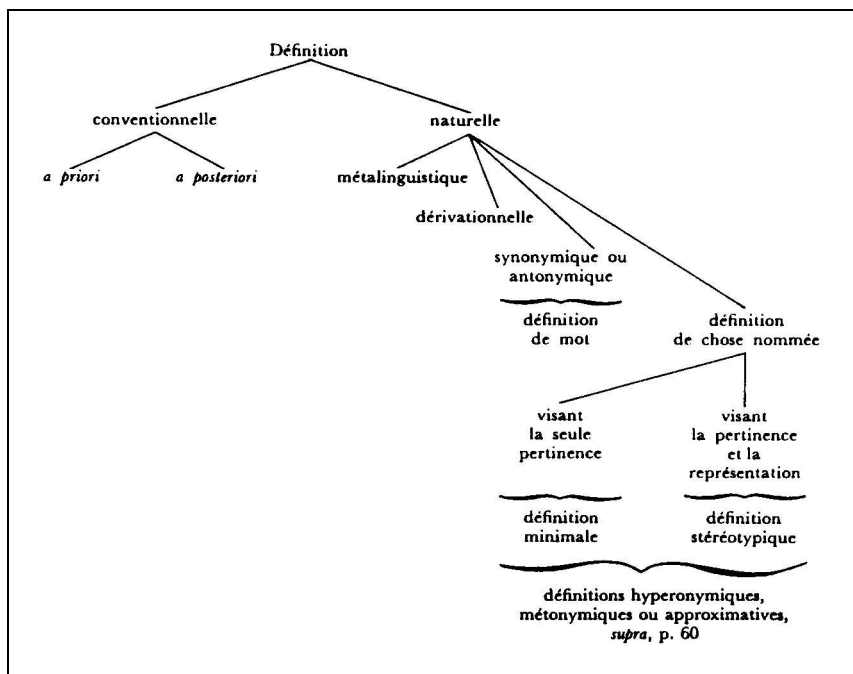 Définition
conventionnelle
naturelle
a priori
a posteriori
métalinguistique
dérivationnelle
synonymique ou
antonymique
définition
de mot
définition
de chose nommée
visant
la seule
pertinence
visant
la pertinence
et la
représentation
définition
minimale
définition
stéréotypique
définitions hyperonymiques,
métonymiques ou approximatives,
supra, p. 60